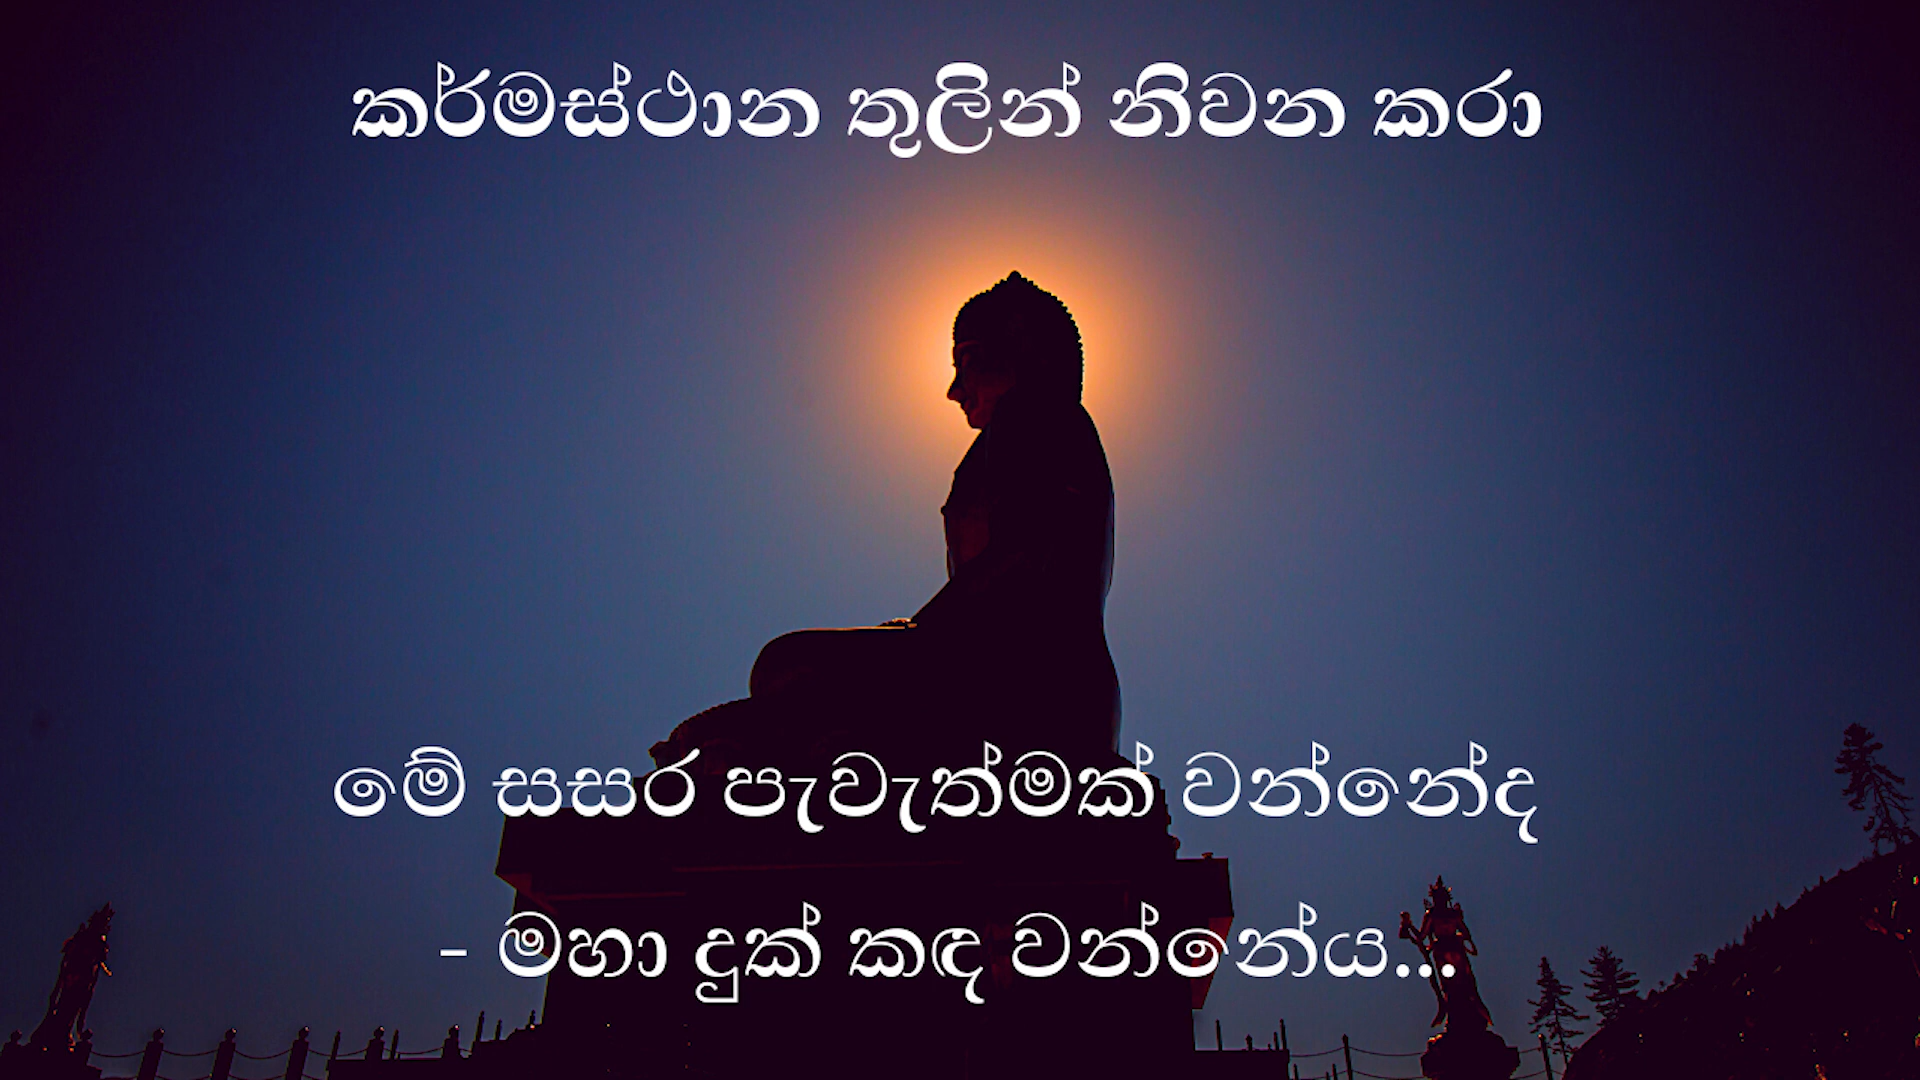 කර්මස්ථාන තුලින් නිවන කරා
මේ සසර පැවැත්මක් වන්නේද
- මහා දුක් කඳ වන්නේය...